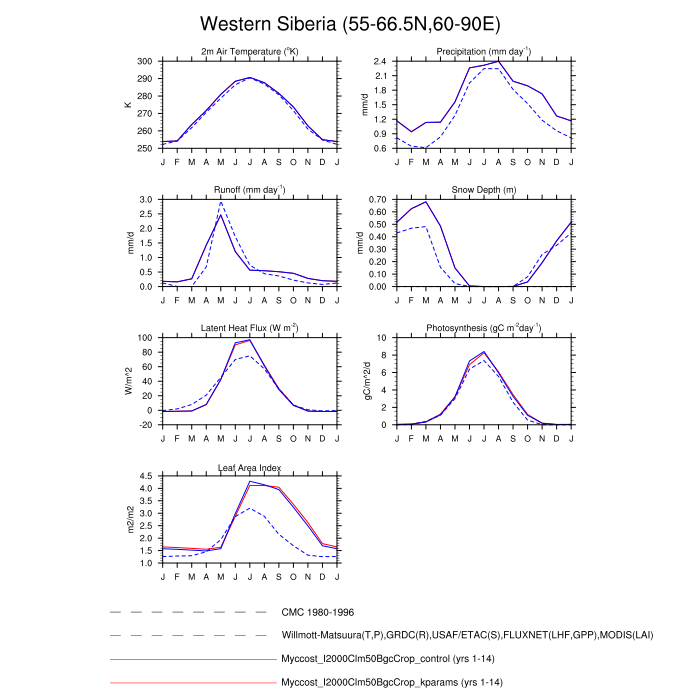 Western Siberia (55-66.5N,60-90E)
2m Air Temperature (°K)
300
290
280
270
260
250
K
J F M A M J J A S O N D J
Precipitation (mm day-1)
2.4
2.1
1.8
1.5
1.2
0.9
0.6
mm/d
J F M A M J J A S O N D J
Runoff (mm day-1)
3.0
2.5
2.0
1.5
1.0
0.5
0.0
mm/d
J F M A M J J A S O N D J
Snow Depth (m)
0.70
0.60
0.50
0.40
0.30
0.20
0.10
0.00
mm/d
J F M A M J J A S O N D J
Latent Heat Flux (W m-2)
100
80
60
40
20
0
-20
W/m^2
J F M A M J J A S O N D J
Photosynthesis (gC m-2day-1)
10
8
6
4
2
0
gC/m^2/d
J F M A M J J A S O N D J
Leaf Area Index
4.5
4.0
3.5
3.0
2.5
2.0
1.5
1.0
m2/m2
J F M A M J J A S O N D J
CMC 1980-1996
Willmott-Matsuura(T,P),GRDC(R),USAF/ETAC(S),FLUXNET(LHF,GPP),MODIS(LAI)
Myccost_I2000Clm50BgcCrop_control (yrs 1-14)
Myccost_I2000Clm50BgcCrop_kparams (yrs 1-14)